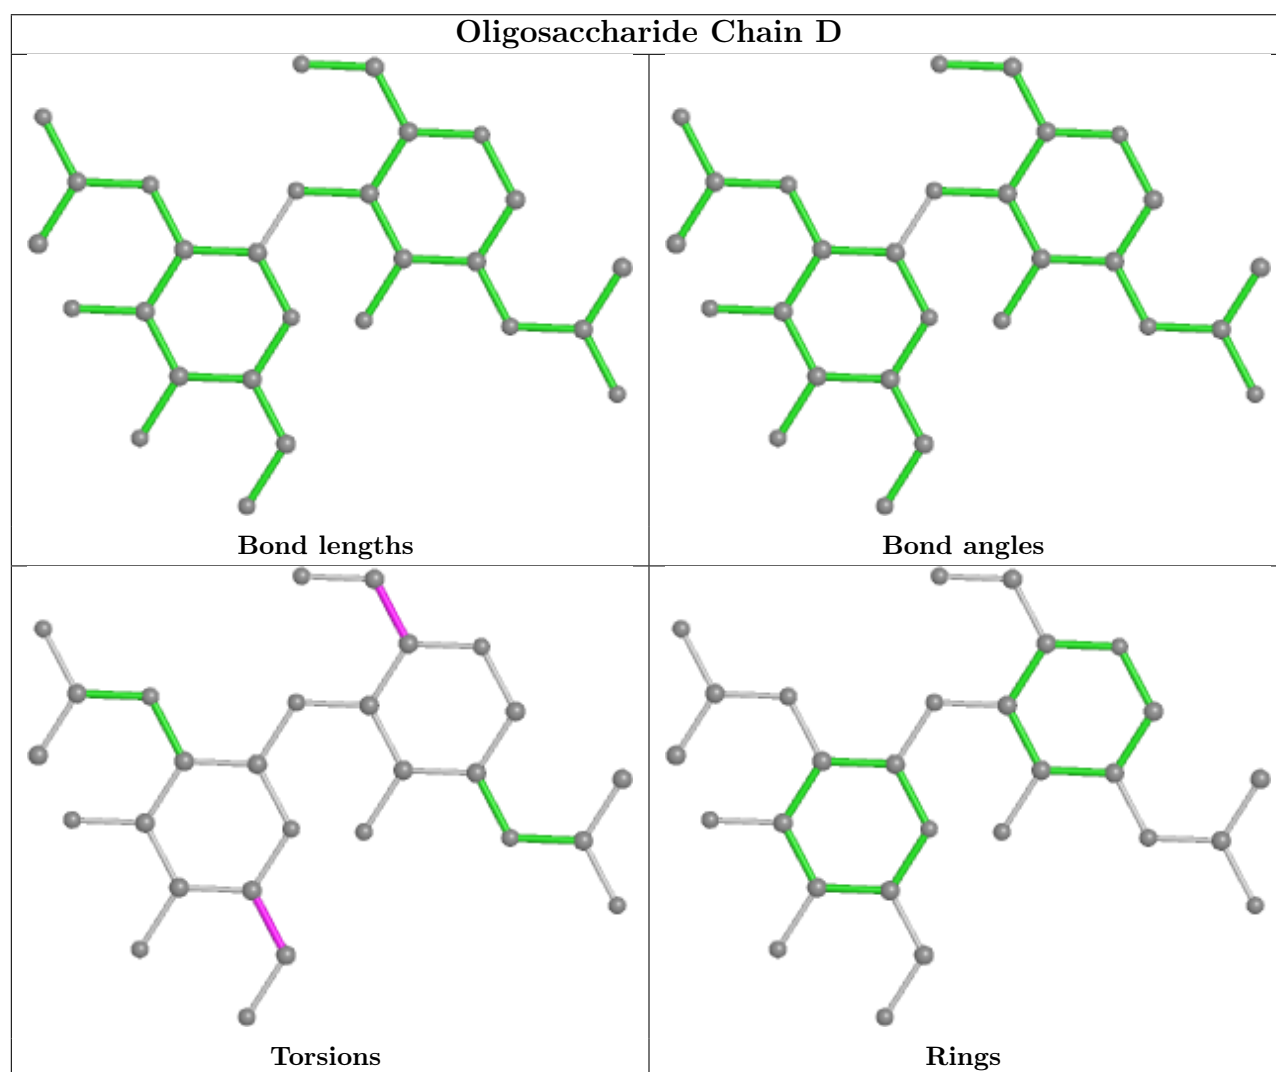 Oligosaccharide Chain D
Bond lengths
Bond angles
Torsions
Rings